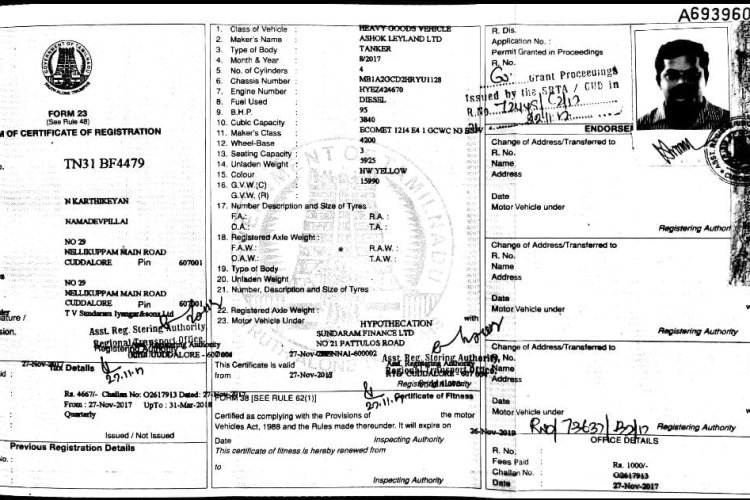 A693960
FORM 23
(See Rule 48)
M OF CERTIFICATE OF REGISTRATION
TN31 BF4479
N KARTHIKEYAN
NAMADEVPILLAI
NO 29
NELLIKUPPAM MAIN ROAD
CUDDALORE Pin 607001
NO 29
NELLIKUPPAM MAIN ROAD
CUDDALORE Pin 607001
T V Sundaram Iyengar&sons Ltd
Asst. Reg. Storing Authority,
Regional Transport Office,
27-Nov-2017
Tax Details
27.11.17
Rs. 4667/- Challan No: O2617913 Dated: 27-Nov-2017
From : 27-Nov-2017 UpTo : 31-Mar-2018
Quarterly
Issued / Not Issued
Previous Registration Details
1. Class of Vehicle : HEAVY GOODS VEHICLE
2. Maker's Name : ASHOK LEYLAND LTD
3. Type of Body : TANKER
4. Month & Year : 8/2017
5. No. of Cylinders : 4
6. Chassis Number : MB1A2GCD2HRYU1128
7. Engine Number : HYEZ424670
8. Fuel Used : DIESEL
9. B.H.P. : 95
10. Cubic Capacity : 3840
11. Maker's Class : ECOMET 1214 E4 1 GCWC N3
12. Wheel-Base : 4200
13. Seating Capacity : 3
14. Unladen Weight : 5925
15. Colour : HW YELLOW
16. G.V.W.(C) : 15990
G.V.W. (R) :
17. Number Description and Size of Tyres
F.A.: R.A. :
O.A.: T.A. :
18. Registered Axle Weight :
F.A.W.: R.A.W. :
O.A.W.: T.A.W. :
19. Type of Body
20. Unladen Weight
21. Number, Description and Size of Tyres
22. Registered Axle Weight :
23. Motor Vehicle Under : HYPOTHECATION with
SUNDARAM FINANCE LTD
NO 21 PATTULOS ROAD
27-Nov-2017 CHENNAI-600002
This Certificate is valid
from
Asst. Reg. Storing Authority,
Regional Transport Office,
Registering Authority
27.11.17
FORM 38 [SEE RULE 62(1)] Certificate of Fitness
Certified as complying with the Provisions of the motor
Vehicles Act, 1988 and the Rules made thereunder. It will expire on 26-Nov-2019
Date Inspecting Authority
This certificate of fitness is hereby renewed from
to
Inspecting Authority
R. Dis.
Application No. :
Permit Granted in Proceedings
R. No.
Grant Proceedings
Issued by the SRTA / CUD in
R.No.
ENDORSE
Change of Address/Transferred to
R. No.
Name
Address
Date
Motor Vehicle under
Registering Authori
Change of Address/Transferred to
R. No.
Name
Address
Date
Motor Vehicle under with
Registering Authority
Change of Address/Transferred to
R. No.
Name
Address
Date
Motor Vehicle under with
Registering Authority
OFFICE DETAILS
R. No. :
Fees Paid : Rs. 1000/-
Challan No. : O2617913
Date : 27-Nov-2017